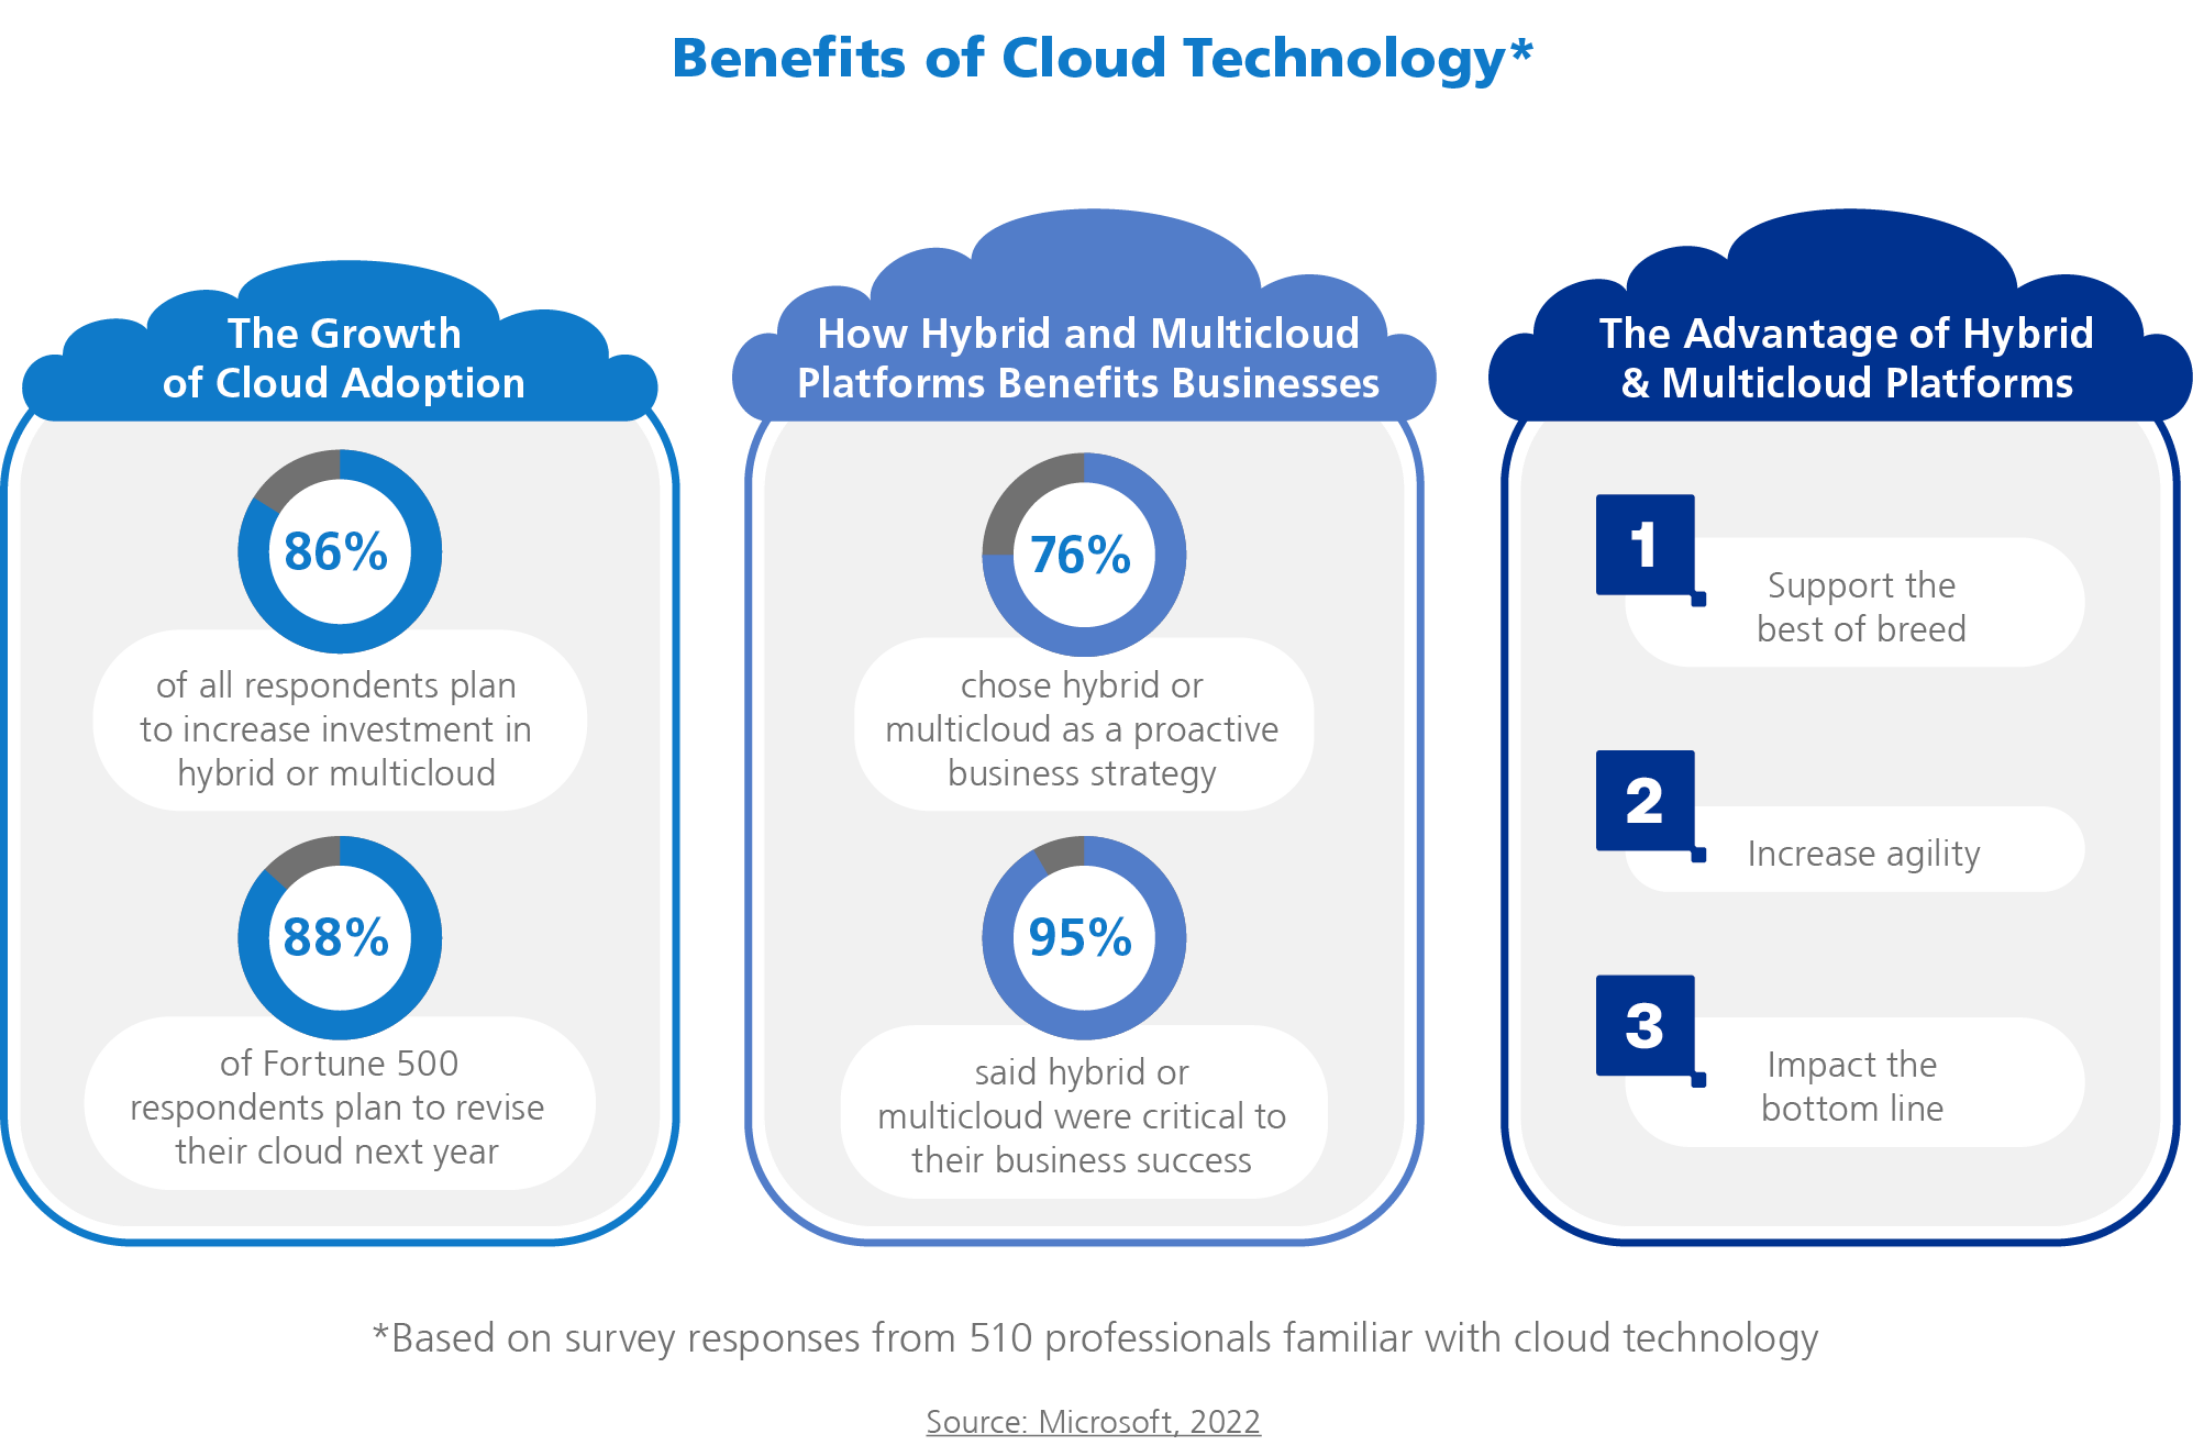 Benefits of Cloud Technology*
The Growth
of Cloud Adoption
86%
of all respondents plan
to increase investment in
hybrid or multicloud
88%
of Fortune 500
respondents plan to revise
their cloud next year
How Hybrid and Multicloud
Platforms Benefits Businesses
76%
chose hybrid or
multicloud as a proactive
business strategy
95%
said hybrid or
multicloud were critical to
their business success
The Advantage of Hybrid
& Multicloud Platforms
1
Support the
best of breed
2
Increase agility
3
Impact the
bottom line
*Based on survey responses from 510 professionals familiar with cloud technology
Source: Microsoft, 2022